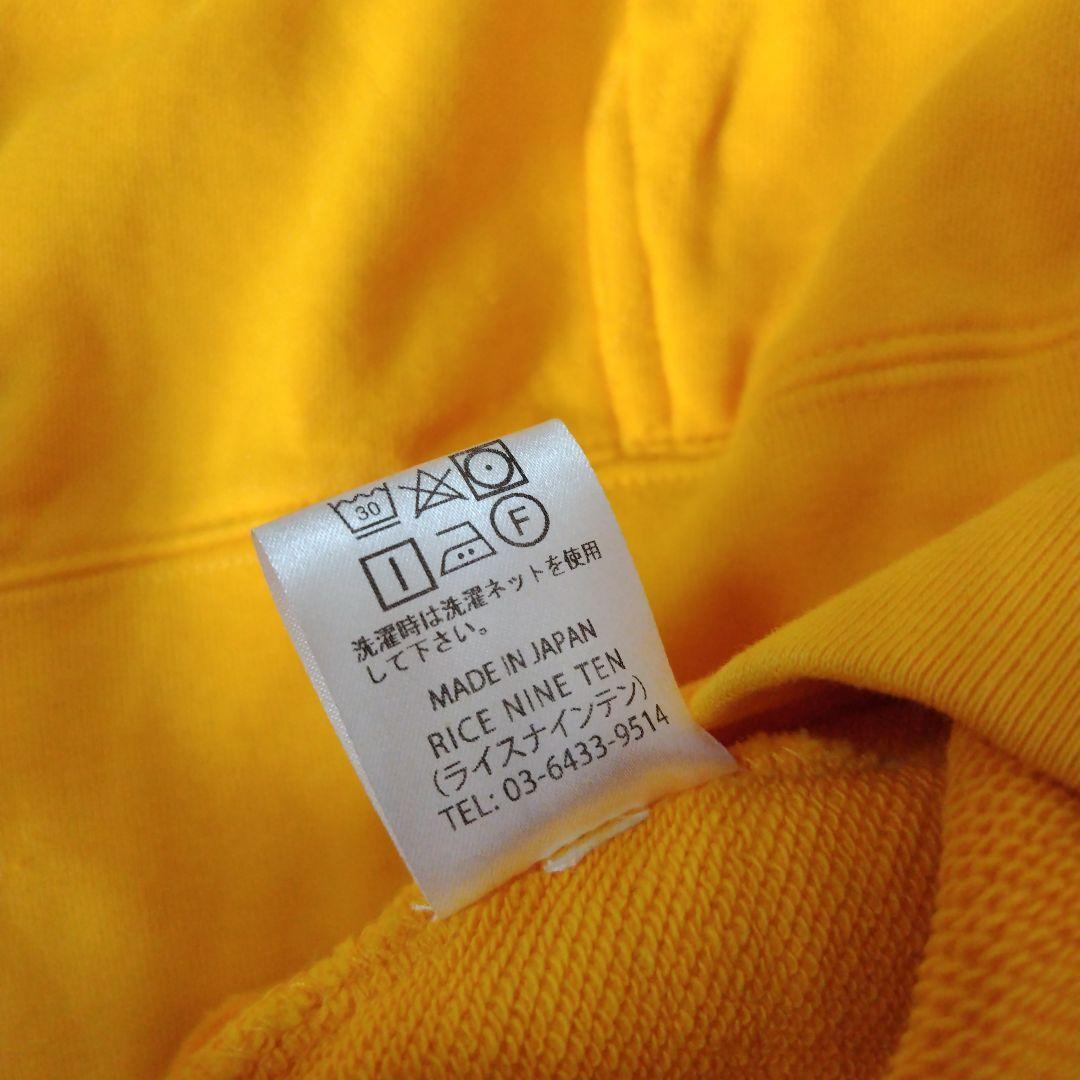 30
F
洗濯時は洗濯ネットを使用
して下さい。
MADE IN JAPAN
RICE NINE TEN
(ライスナインテン)
TEL: 03-6433-9514